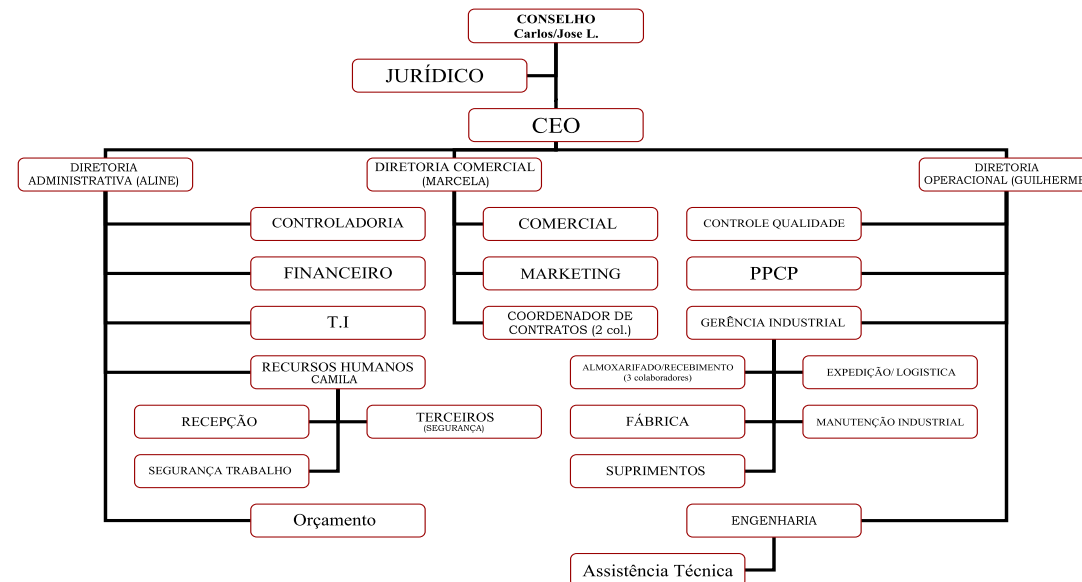 CONSELHO
Carlos/Jose L.
JURÍDICO
CEO
DIRETORIA
ADMINISTRATIVA (ALINE)
DIRETORIA COMERCIAL
(MARCELA)
DIRETORIA
OPERACIONAL (GUILHERME
CONTROLADORIA
COMERCIAL
CONTROLE QUALIDADE
FINANCEIRO
MARKETING
PPCP
T.I
COORDENADOR DE
CONTRATOS (2 col.)
GERÊNCIA INDUSTRIAL
RECURSOS HUMANOS
CAMILA
ALMOXARIFADO/RECEBIMENTO
(3 colaboradores)
EXPEDIÇÃO/ LOGISTICA
RECEPÇÃO
TERCEIROS
(SEGURANÇA)
FÁBRICA
MANUTENÇÃO INDUSTRIAL
SEGURANÇA TRABALHO
SUPRIMENTOS
Orçamento
ENGENHARIA
Assistência Técnica